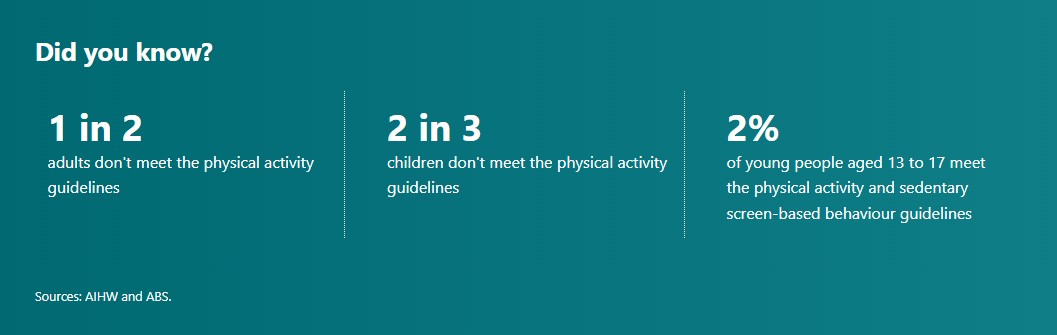 Did you know?
1 in 2
adults don't meet the physical activity
guidelines
2 in 3
children don't meet the physical activity
guidelines
2%
of young people aged 13 to 17 meet
the physical activity and sedentary
screen-based behaviour guidelines
Sources: AIHW and ABS.